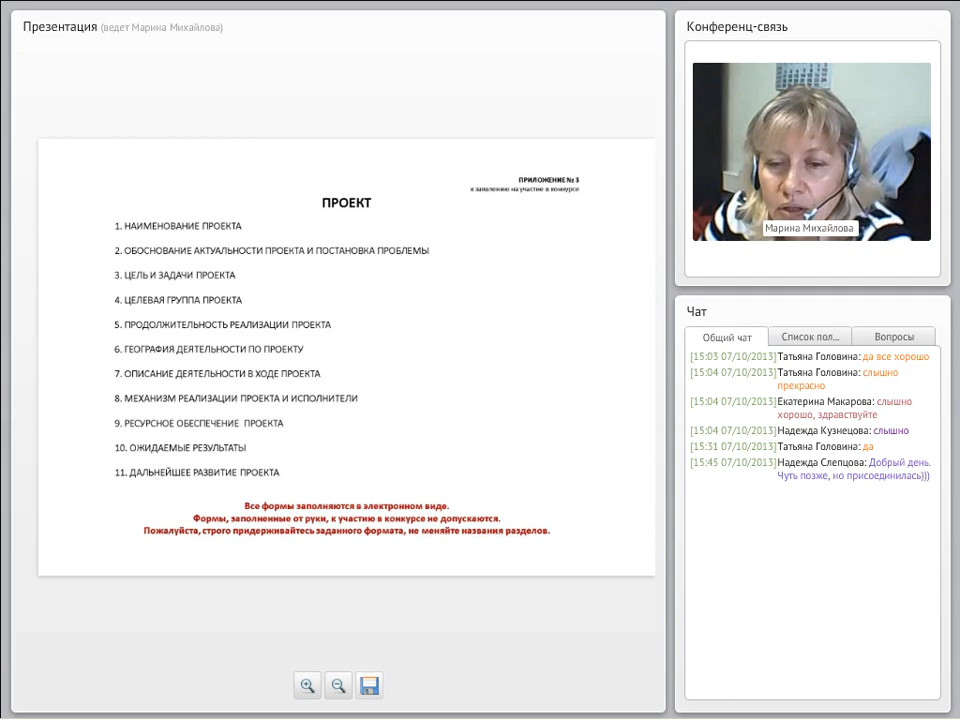 Презентация (ведет Марина Михайлова)
ПРИЛОЖЕНИЕ № 3
к заявлению на участие в конкурсе
ПРОЕКТ
1. НАИМЕНОВАНИЕ ПРОЕКТА
2. ОБОСНОВАНИЕ АКТУАЛЬНОСТИ ПРОЕКТА И ПОСТАНОВКА ПРОБЛЕМЫ
3. ЦЕЛЬ И ЗАДАЧИ ПРОЕКТА
4. ЦЕЛЕВАЯ ГРУППА ПРОЕКТА
5. ПРОДОЛЖИТЕЛЬНОСТЬ РЕАЛИЗАЦИИ ПРОЕКТА
6. ГЕОГРАФИЯ ДЕЯТЕЛЬНОСТИ ПО ПРОЕКТУ
7. ОПИСАНИЕ ДЕЯТЕЛЬНОСТИ В ХОДЕ ПРОЕКТА
8. МЕХАНИЗМ РЕАЛИЗАЦИИ ПРОЕКТА И ИСПОЛНИТЕЛИ
9. РЕСУРСНОЕ ОБЕСПЕЧЕНИЕ ПРОЕКТА
10. ОЖИДАЕМЫЕ РЕЗУЛЬТАТЫ
11. ДАЛЬНЕЙШЕЕ РАЗВИТИЕ ПРОЕКТА
Все формы заполняются в электронном виде.
Формы, заполненные от руки, к участию в конкурсе не допускаются.
Пожалуйста, строго придерживайтесь заданного формата, не меняйте названия разделов.
Конференц-связь
Марина Михайлова
Чат
Общий чат
Список пол...
Вопросы
[15:03 07/10/2013]Татьяна Головина: да все хорошо
[15:04 07/10/2013]Татьяна Головина: слышно
прекрасно
[15:04 07/10/2013]Екатерина Макарова: слышно
хорошо, здравствуйте
[15:04 07/10/2013]Надежда Кузнецова: слышно
[15:31 07/10/2013]Татьяна Головина: да
[15:45 07/10/2013]Надежда Слепцова: Добрый день.
Чуть позже, но присоединилась)))